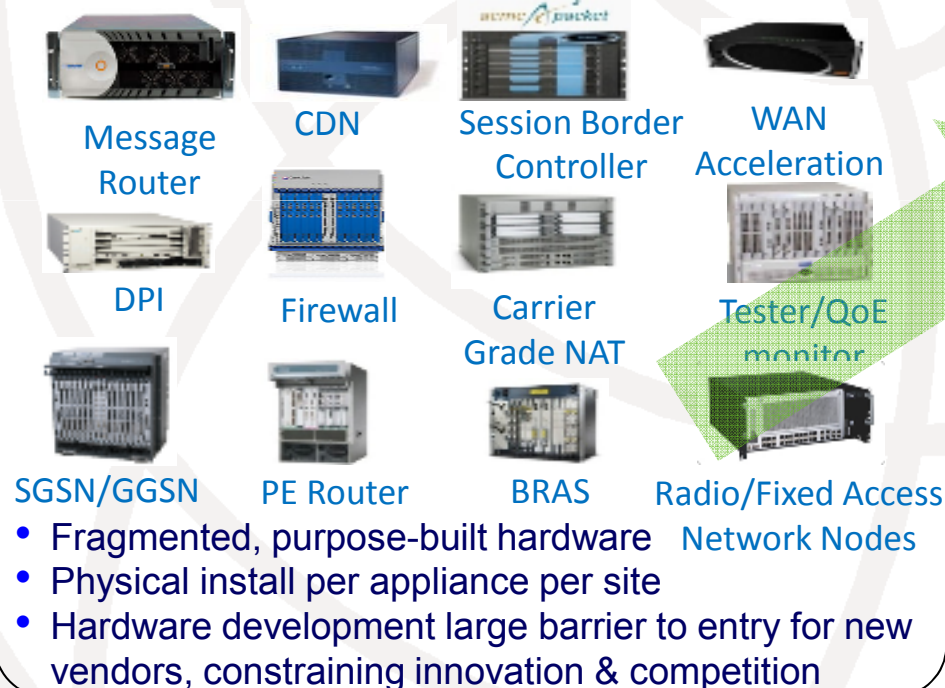 acme packet
Message
Router
CDN
Session Border
Controller
WAN
Acceleration
DPI
Firewall
Carrier
Grade NAT
Tester/QoE
monitor
SGSN/GGSN
PE Router
BRAS
Radio/Fixed Access
Network Nodes
• Fragmented, purpose-built hardware
• Physical install per appliance per site
• Hardware development large barrier to entry for new
vendors, constraining innovation & competition